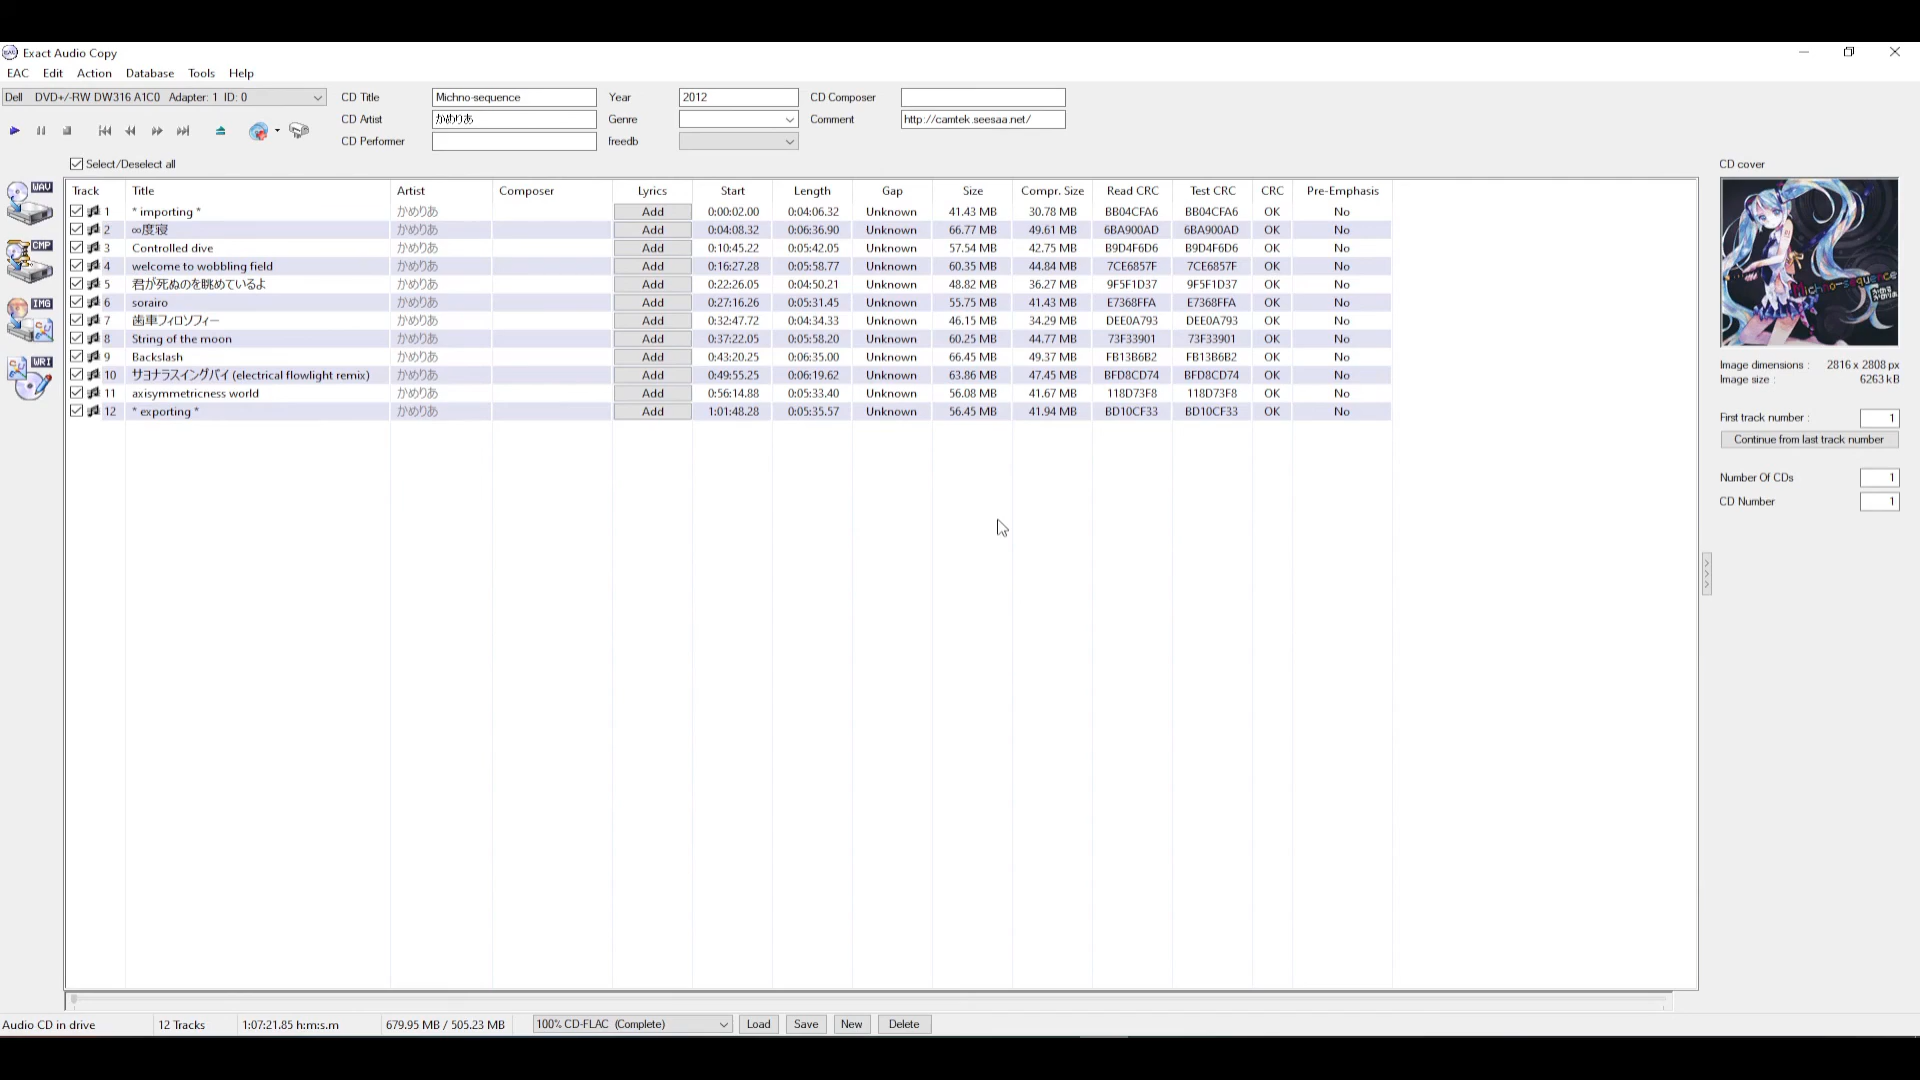 Exact Audio Copy
EAC Edit Action Database Tools Help
Dell DVD+/-RW DW316 A1C0 Adapter: 1 ID: 0 CD Title Michno-sequence Year 2012 CD Composer
CD Artist かめりあ Genre Comment http://camtek.seesaa.net/
CD Performer freedb
Select/Deselect all CD cover
Track Title Artist Composer Lyrics Start Length Gap Size Compr. Size Read CRC Test CRC CRC Pre-Emphasis
1 * importing * かめりあ Add 0:00:02.00 0:04:06.32 Unknown 41.43 MB 30.78 MB BB04CFA6 BB04CFA6 OK No
2 ∞度寝 かめりあ Add 0:04:08.32 0:06:36.90 Unknown 66.77 MB 49.61 MB 6BA900AD 6BA900AD OK No
3 Controlled dive かめりあ Add 0:10:45.22 0:05:42.05 Unknown 57.54 MB 42.75 MB B9D4F6D6 B9D4F6D6 OK No
4 welcome to wobbling field かめりあ Add 0:16:27.28 0:05:58.77 Unknown 60.35 MB 44.84 MB 7CE6857F 7CE6857F OK No
5 君が死ぬのを眺めているよ かめりあ Add 0:22:26.05 0:04:50.21 Unknown 48.82 MB 36.27 MB 9F5F1D37 9F5F1D37 OK No
6 sorairo かめりあ Add 0:27:16.26 0:05:31.45 Unknown 55.75 MB 41.43 MB E7368FFA E7368FFA OK No
7 歯車フィロソフィー かめりあ Add 0:32:47.72 0:04:34.33 Unknown 46.15 MB 34.29 MB DEE0A793 DEE0A793 OK No
8 String of the moon かめりあ Add 0:37:22.05 0:05:58.20 Unknown 60.25 MB 44.77 MB 73F33901 73F33901 OK No
9 Backslash かめりあ Add 0:43:20.25 0:06:35.00 Unknown 66.45 MB 49.37 MB FB13B6B2 FB13B6B2 OK No
10 サヨナラスイングバイ (electrical flowlight remix) かめりあ Add 0:49:55.25 0:06:19.62 Unknown 63.86 MB 47.45 MB BFD8CD74 BFD8CD74 OK No
11 axisymmetricness world かめりあ Add 0:56:14.88 0:05:33.40 Unknown 56.08 MB 41.67 MB 118D73F8 118D73F8 OK No
12 * exporting * かめりあ Add 1:01:48.28 0:05:35.57 Unknown 56.45 MB 41.94 MB BD10CF33 BD10CF33 OK No
WAV
CMP
IMG
WRI
Michno-sequence
Image dimensions : 2816 x 2808 px
Image size : 6263 kB
First track number : 1
Continue from last track number
Number Of CDs 1
CD Number 1
Audio CD in drive 12 Tracks 1:07:21.85 h:m:s.m 679.95 MB / 505.23 MB 100% CD-FLAC (Complete) Load Save New Delete